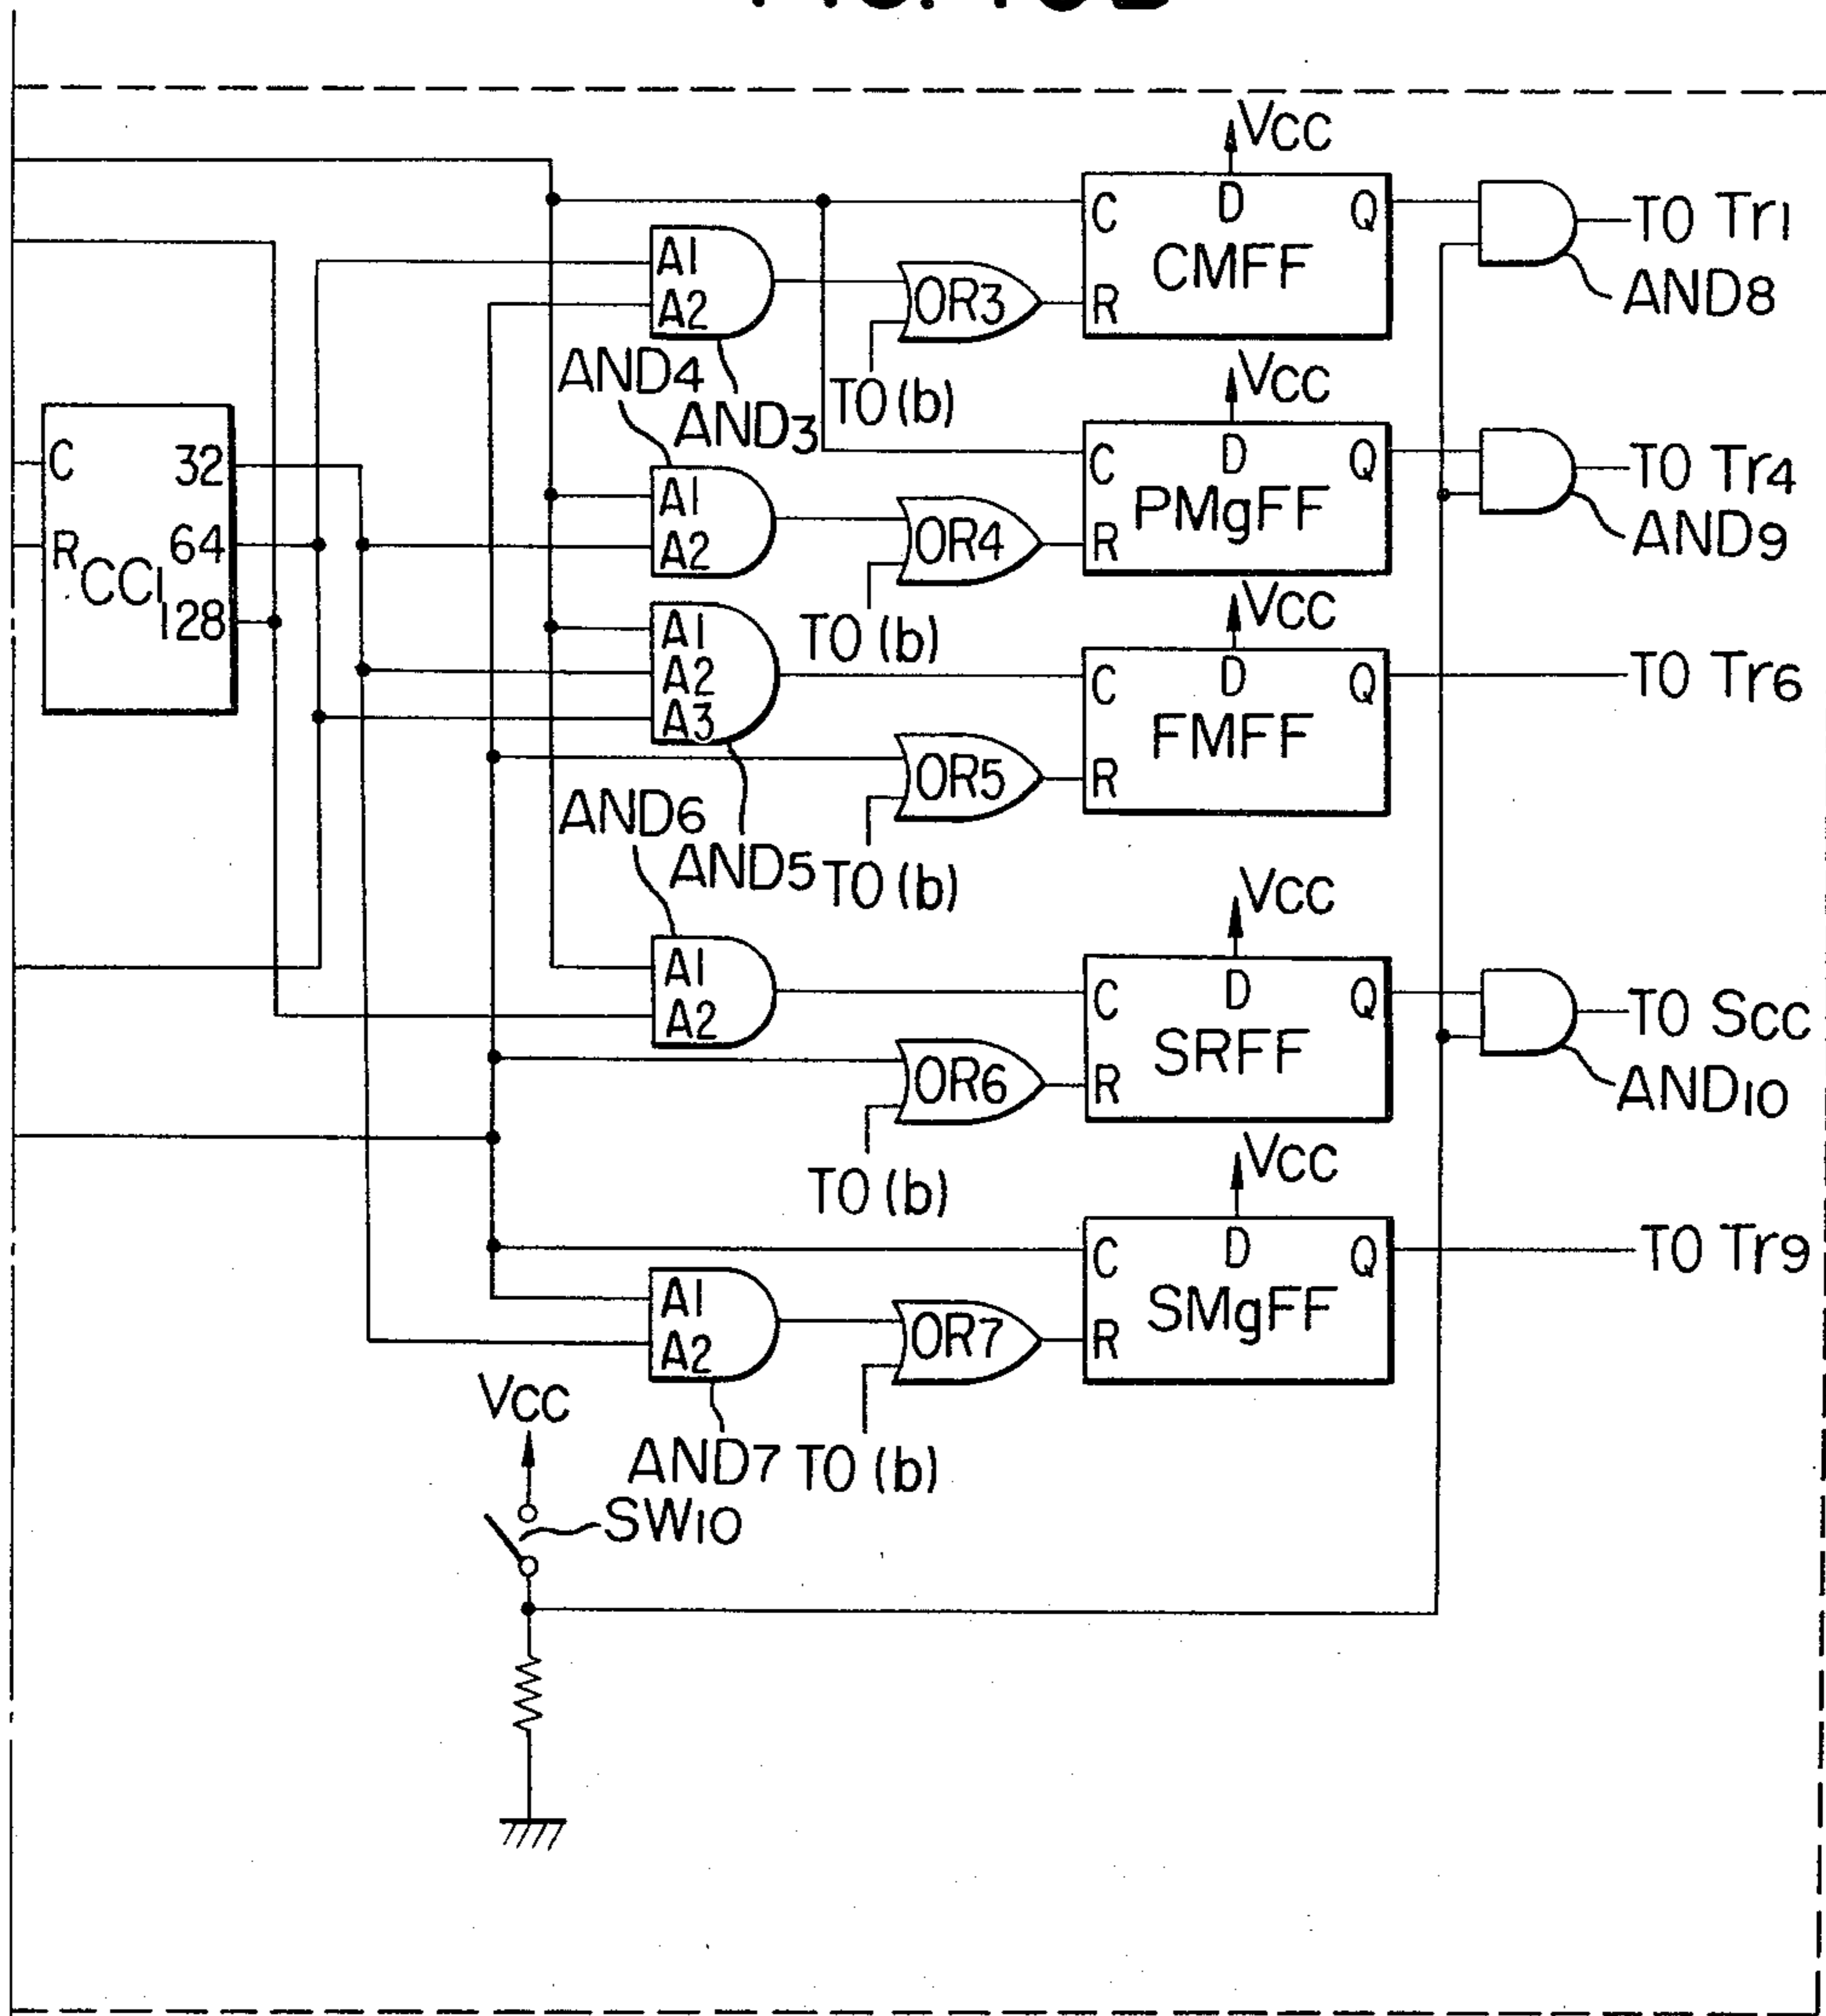 VCC
C D Q
CMFF
R
TO Tr1
AND8
A1
A2
OR3
TO (b)
AND4
AND3
VCC
C D Q
PMgFF
R
TO Tr4
AND9
C 32
R 64
CC1 128
A1
A2
OR4
TO (b)
VCC
A1
A2
A3
C D Q
FMFF
R
TO Tr6
OR5
AND6
AND5
TO (b)
VCC
A1
A2
C D Q
SRFF
R
TO SCC
AND10
OR6
TO (b)
VCC
C D Q
SMgFF
R
TO Tr9
A1
A2
OR7
VCC
AND7
TO (b)
SW10